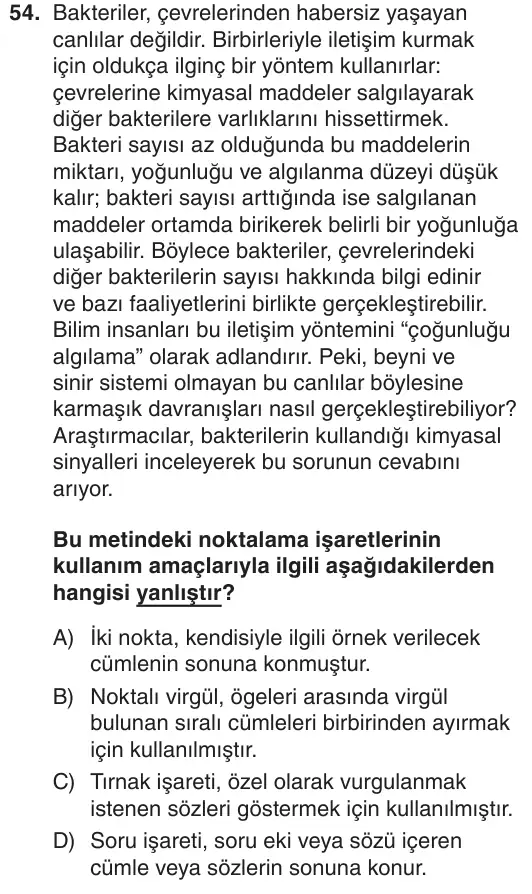 54. Bakteriler, çevrelerinden habersiz yaşayan
canlılar değildir. Birbirleriyle iletişim kurmak
için oldukça ilginç bir yöntem kullanırlar:
çevrelerine kimyasal maddeler salgılayarak
diğer bakterilere varlıklarını hissettirmek.
Bakteri sayısı az olduğunda bu maddelerin
miktarı, yoğunluğu ve algılanma düzeyi düşük
kalır; bakteri sayısı arttığında ise salgılanan
maddeler ortamda birikerek belirli bir yoğunluğa
ulaşabilir. Böylece bakteriler, çevrelerindeki
diğer bakterilerin sayısı hakkında bilgi edinir
ve bazı faaliyetlerini birlikte gerçekleştirebilir.
Bilim insanları bu iletişim yöntemini “çoğunluğu
algılama” olarak adlandırır. Peki, beyni ve
sinir sistemi olmayan bu canlılar böylesine
karmaşık davranışları nasıl gerçekleştirebiliyor?
Araştırmacılar, bakterilerin kullandığı kimyasal
sinyalleri inceleyerek bu sorunun cevabını
arıyor.
Bu metindeki noktalama işaretlerinin
kullanım amaçlarıyla ilgili aşağıdakilerden
hangisi yanlıştır?
A) İki nokta, kendisiyle ilgili örnek verilecek
cümlenin sonuna konmuştur.
B) Noktalı virgül, ögeleri arasında virgül
bulunan sıralı cümleleri birbirinden ayırmak
için kullanılmıştır.
C) Tırnak işareti, özel olarak vurgulanmak
istenen sözleri göstermek için kullanılmıştır.
D) Soru işareti, soru eki veya sözü içeren
cümle veya sözlerin sonuna konur.